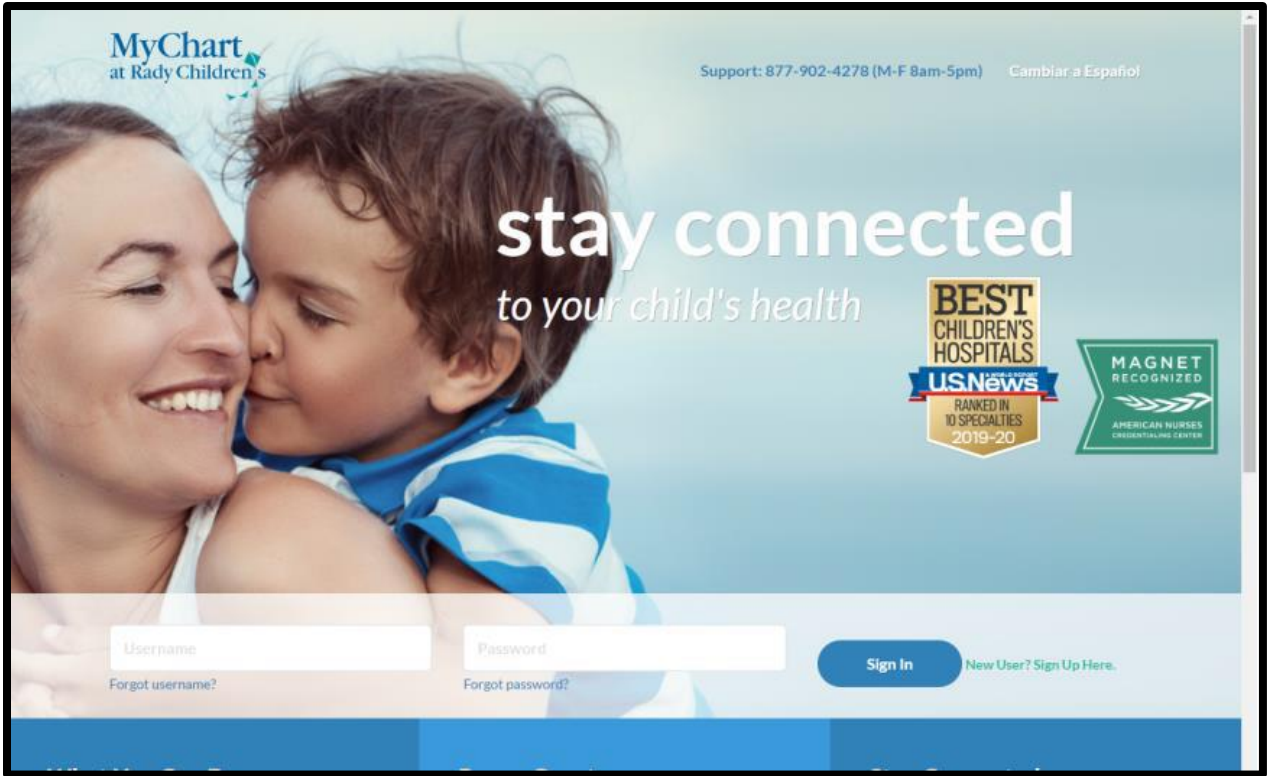 MyChart
at Rady Children's
Support: 877-902-4278 (M-F 8am-5pm) Cambiar a Español
stay connected
to your child's health
BEST
CHILDREN'S
HOSPITALS
U.S.News
& WORLD REPORT
RANKED IN
10 SPECIALTIES
2019-20
MAGNET
RECOGNIZED
AMERICAN NURSES
CREDENTIALING CENTER
Username
Password
Sign In
New User? Sign Up Here.
Forgot username?
Forgot password?